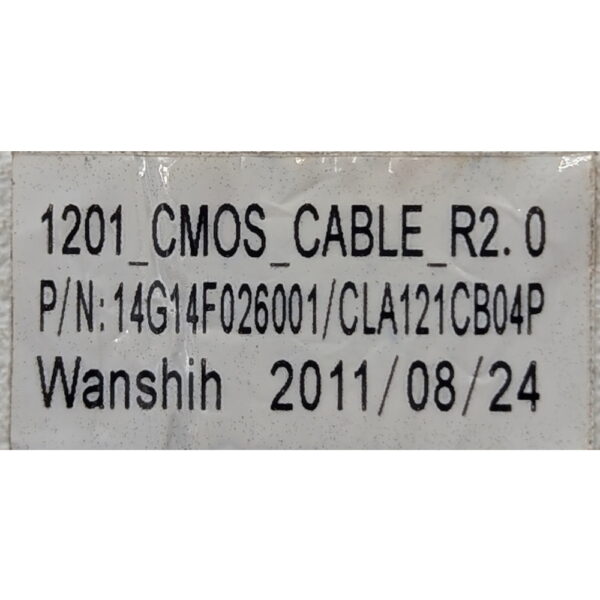 1201_CMOS_CABLE_R2.0
P/N:14G14F026001/CLA121CB04P
Wanshih 2011/08/24